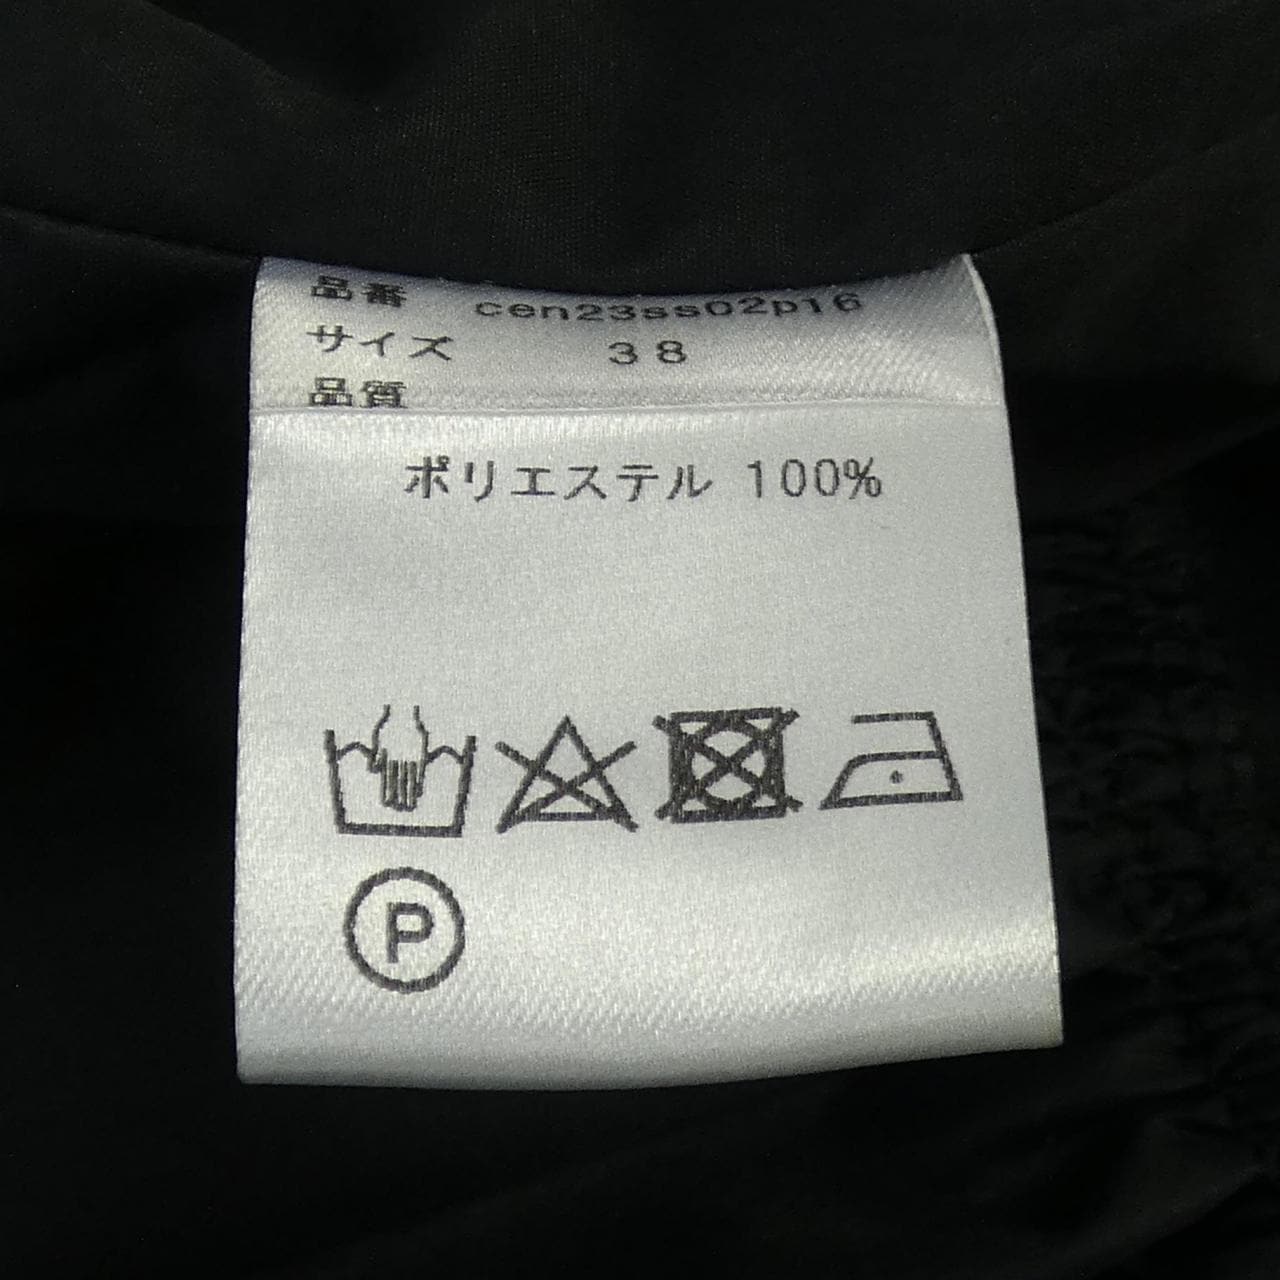 品番 cen23ss02p16
サイズ 38
品質
ポリエステル 100%
P